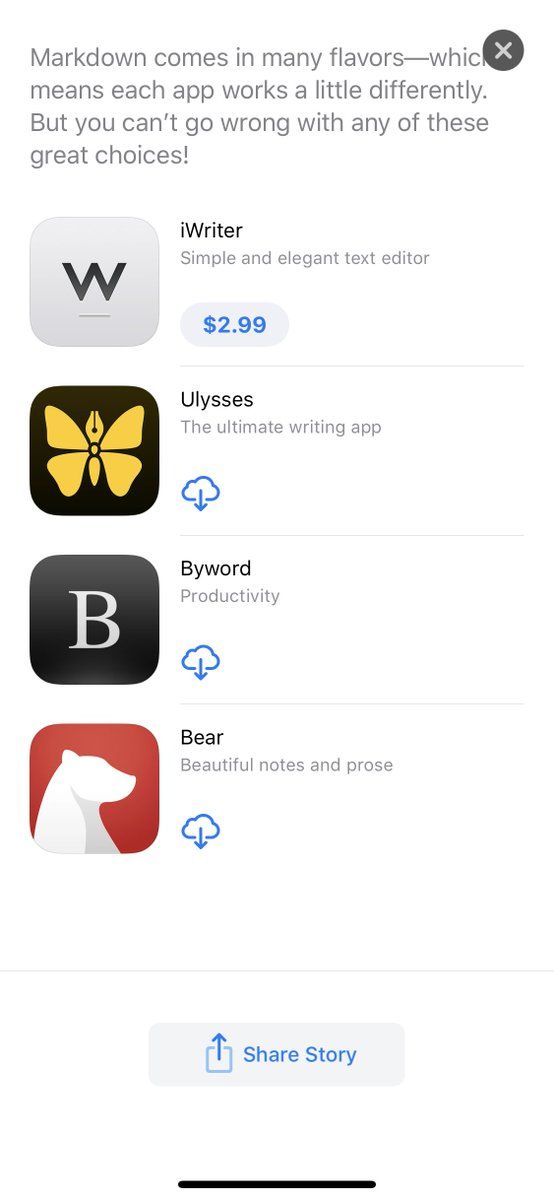 Markdown comes in many flavors—which
means each app works a little differently.
But you can’t go wrong with any of these
great choices!
W
iWriter
Simple and elegant text editor
$2.99
Ulysses
The ultimate writing app
B
Byword
Productivity
Bear
Beautiful notes and prose
Share Story